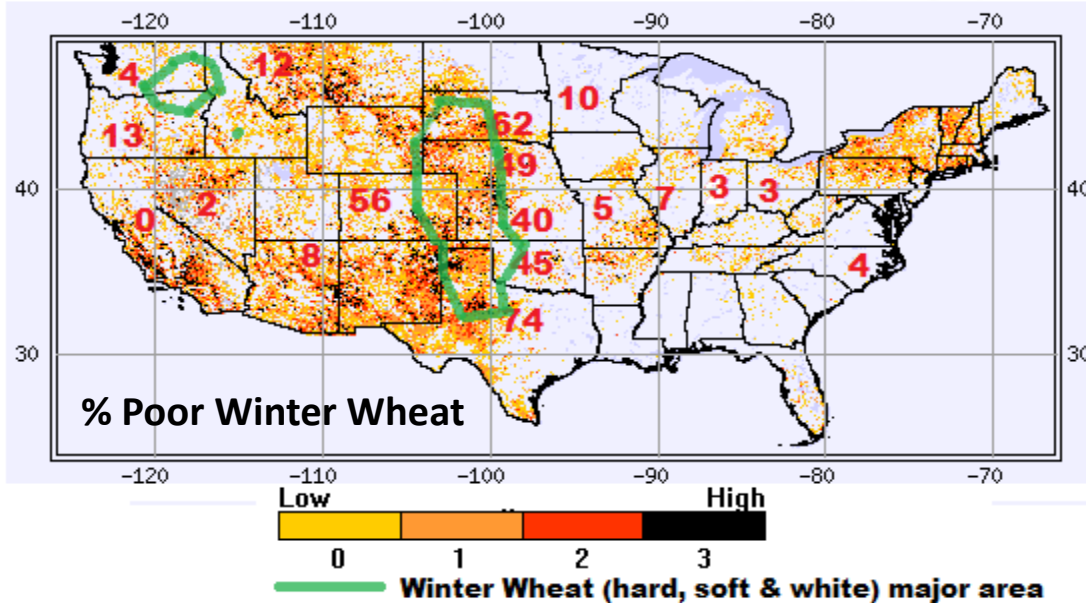 -120 -110 -100 -90 -80 -70
4 12 10
62
13
49
40 40
56 2 7 3 3
5
0 40
8 45 4
74
30 30
% Poor Winter Wheat
-120 -110 -100 -90 -80 -70
Low High
0 1 2 3
Winter Wheat (hard, soft & white) major area